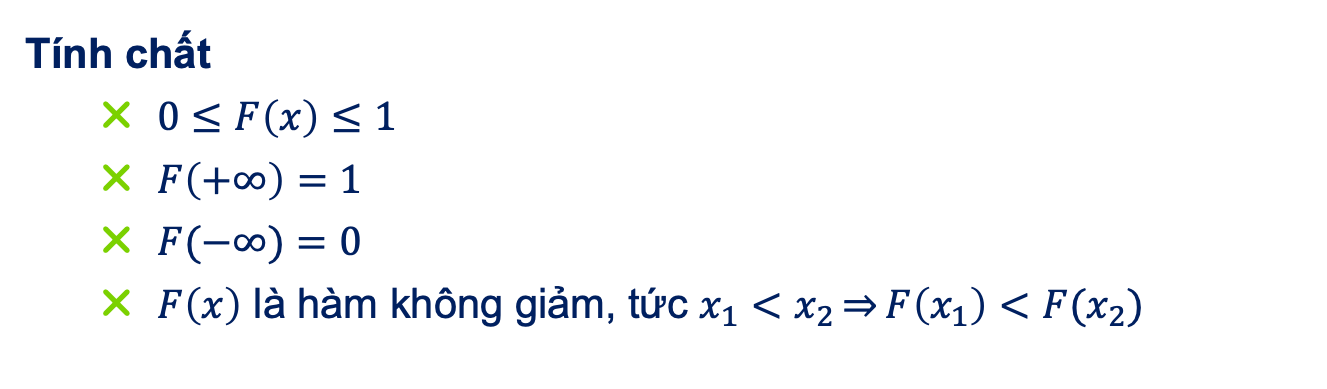 Tính chất
× 0 ≤ F(x) ≤ 1
× F(+∞) = 1
× F(−∞) = 0
× F(x) là hàm không giảm, tức x₁ < x₂ ⇒ F(x₁) < F(x₂)